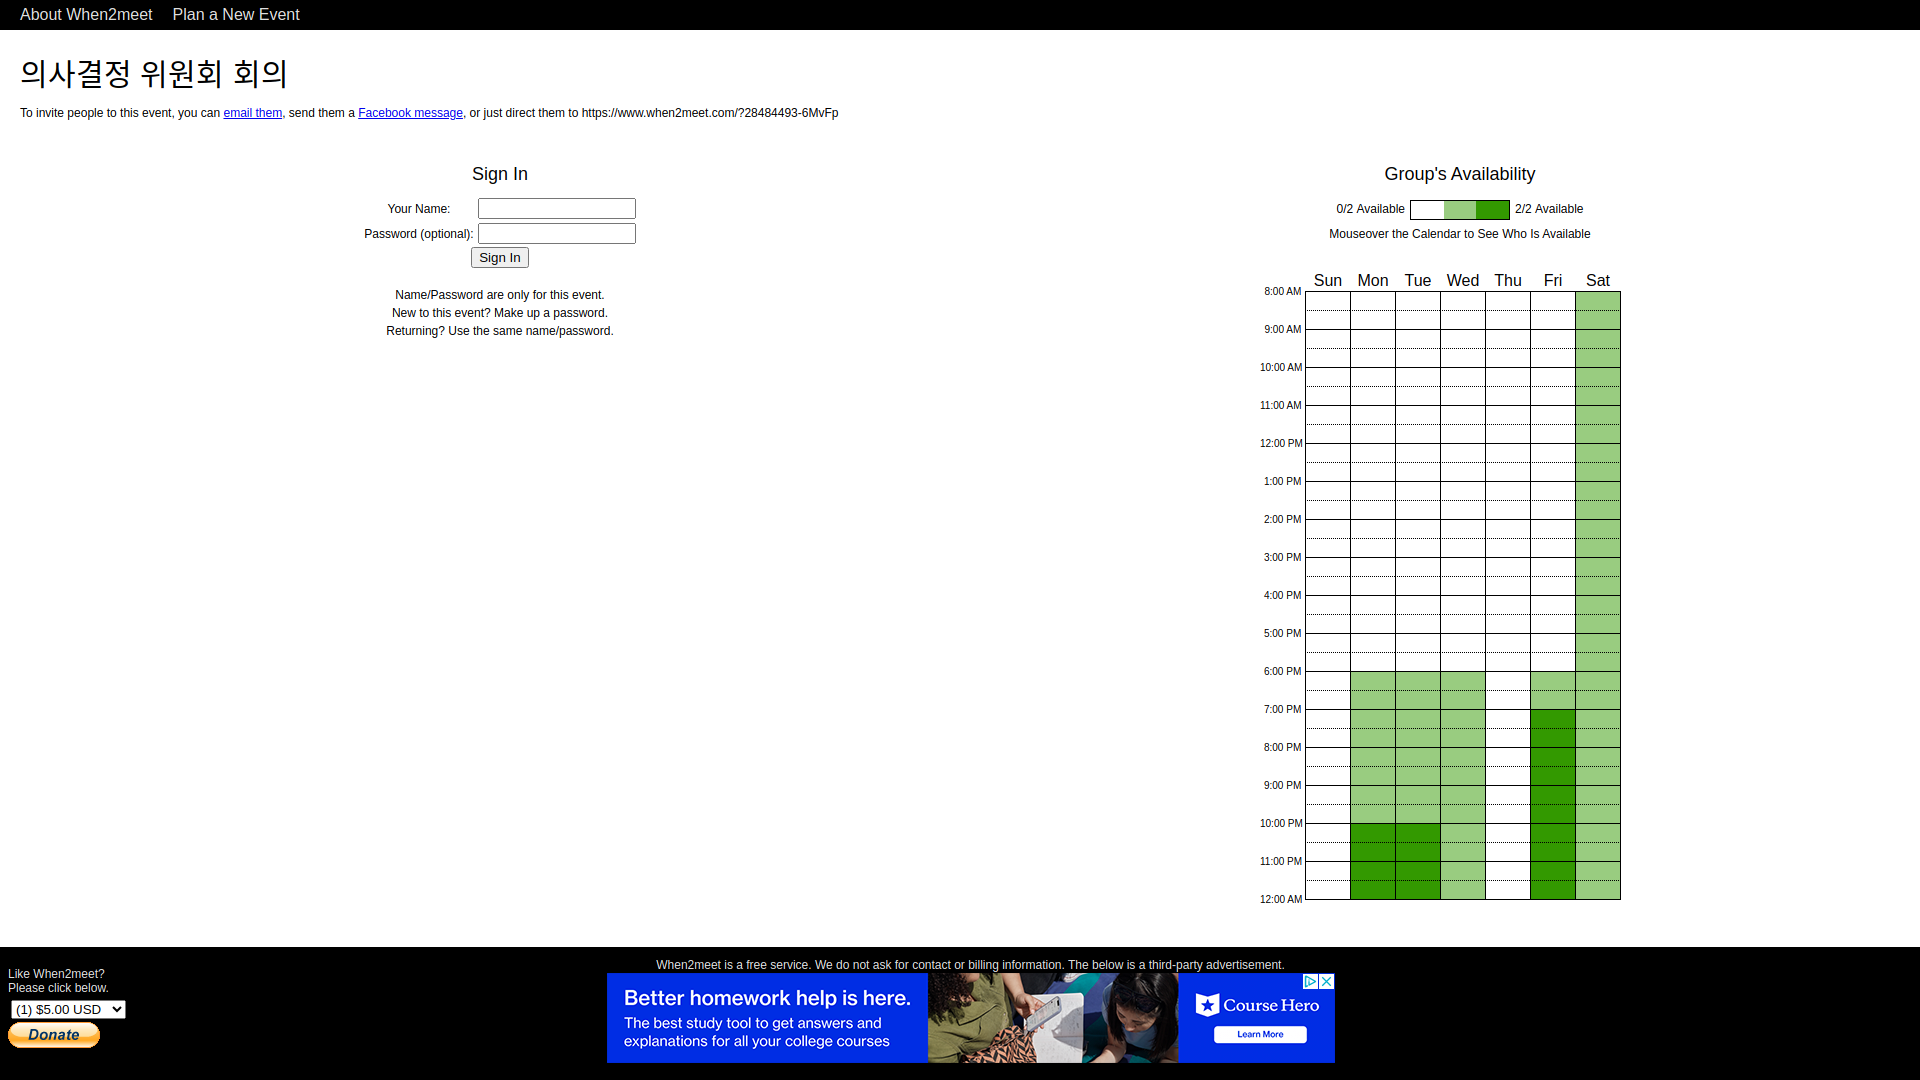 About When2meet Plan a New Event
의사결정 위원회 회의
To invite people to this event, you can email them, send them a Facebook message, or just direct them to https://www.when2meet.com/?28484493-6MvFp
Sign In
Your Name:
Password (optional):
Sign In
Name/Password are only for this event.
New to this event? Make up a password.
Returning? Use the same name/password.
Group's Availability
0/2 Available 2/2 Available
Mouseover the Calendar to See Who Is Available
Sun Mon Tue Wed Thu Fri Sat
8:00 AM
9:00 AM
10:00 AM
11:00 AM
12:00 PM
1:00 PM
2:00 PM
3:00 PM
4:00 PM
5:00 PM
6:00 PM
7:00 PM
8:00 PM
9:00 PM
10:00 PM
11:00 PM
12:00 AM
Like When2meet?
Please click below.
(1) $5.00 USD
Donate
When2meet is a free service. We do not ask for contact or billing information. The below is a third-party advertisement.
Better homework help is here.
The best study tool to get answers and
explanations for all your college courses
Course Hero
Learn More